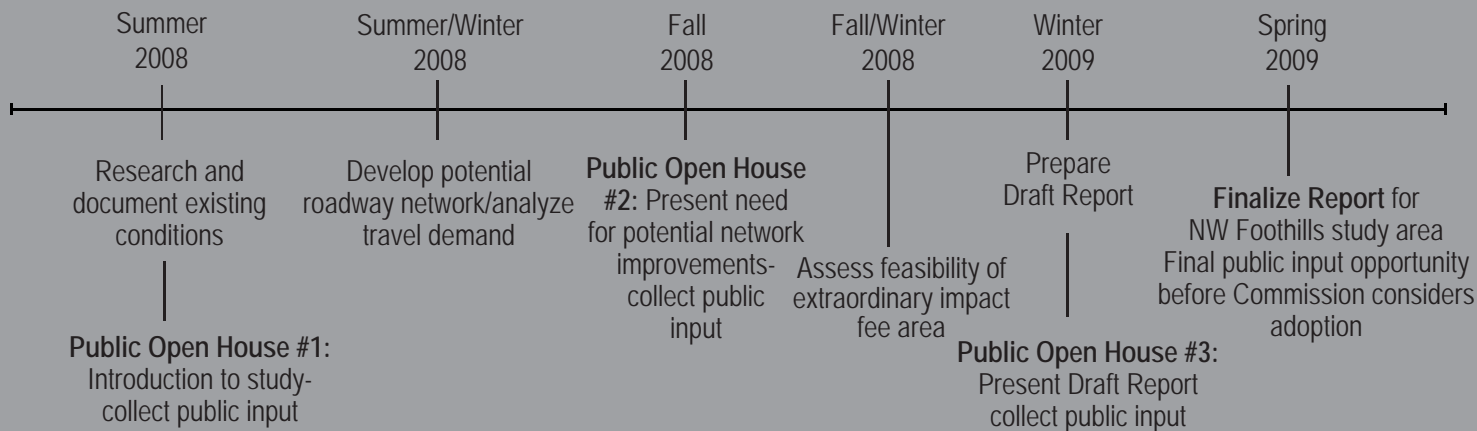 Summer
2008
Summer/Winter
2008
Fall
2008
Fall/Winter
2008
Winter
2009
Spring
2009
Research and
document existing
conditions
Public Open House #1:
Introduction to study-
collect public input
Develop potential
roadway network/analyze
travel demand
Public Open House
#2: Present need
for potential network
improvements-
collect public
input
Assess feasibility of
extraordinary impact
fee area
Prepare
Draft Report
Public Open House #3:
Present Draft Report
collect public input
Finalize Report for
NW Foothills study area
Final public input opportunity
before Commission considers
adoption